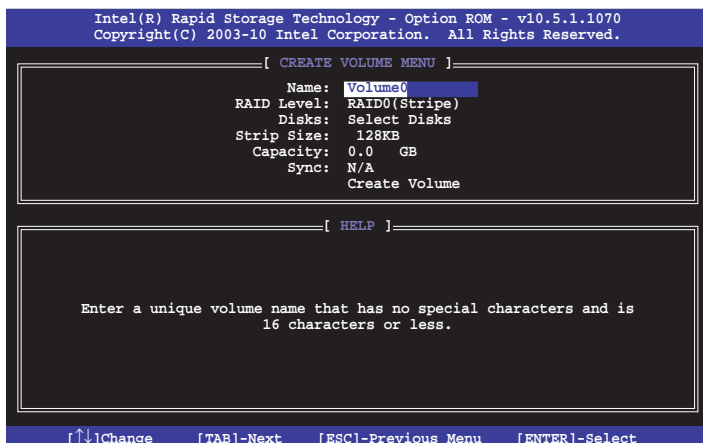 Intel(R) Rapid Storage Technology - Option ROM - v10.5.1.1070
Copyright(C) 2003-10 Intel Corporation. All Rights Reserved.
[ CREATE VOLUME MENU ]
Name: Volume0
RAID Level: RAID0(Stripe)
Disks: Select Disks
Strip Size: 128KB
Capacity: 0.0 GB
Sync: N/A
Create Volume
[ HELP ]
Enter a unique volume name that has no special characters and is
16 characters or less.
[↑↓]Change [TAB]-Next [ESC]-Previous Menu [ENTER]-Select